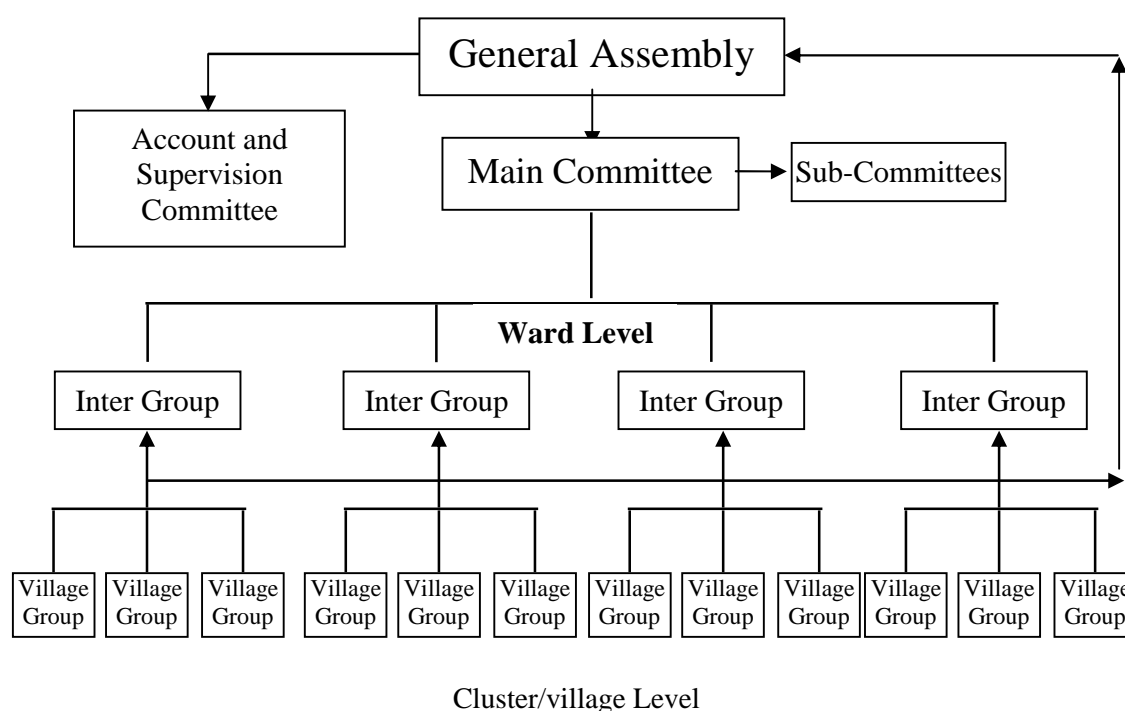 General Assembly
Account and
Supervision
Committee
Main Committee
Sub-Committees
Ward Level
Inter Group
Inter Group
Inter Group
Inter Group
Village
Group
Village
Group
Village
Group
Village
Group
Village
Group
Village
Group
Village
Group
Village
Group
Village
Group
Village
Group
Village
Group
Village
Group
Cluster/village Level